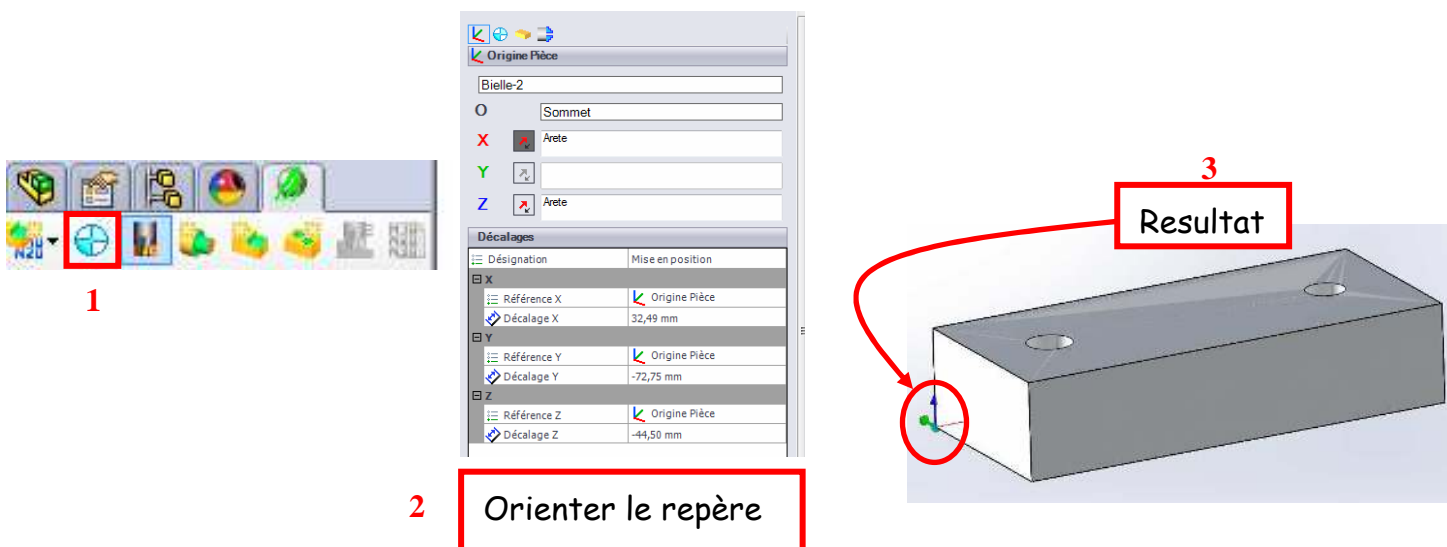 N2U
1
Origine Pièce
Bielle-2
O Sommet
X Arete
Y
Z Arete
Décalages
Désignation Mise en position
X
Référence X Origine Pièce
Décalage X 32,49 mm
Y
Référence Y Origine Pièce
Décalage Y -72,75 mm
Z
Référence Z Origine Pièce
Décalage Z -44,50 mm
2 Orienter le repère
3
Resultat